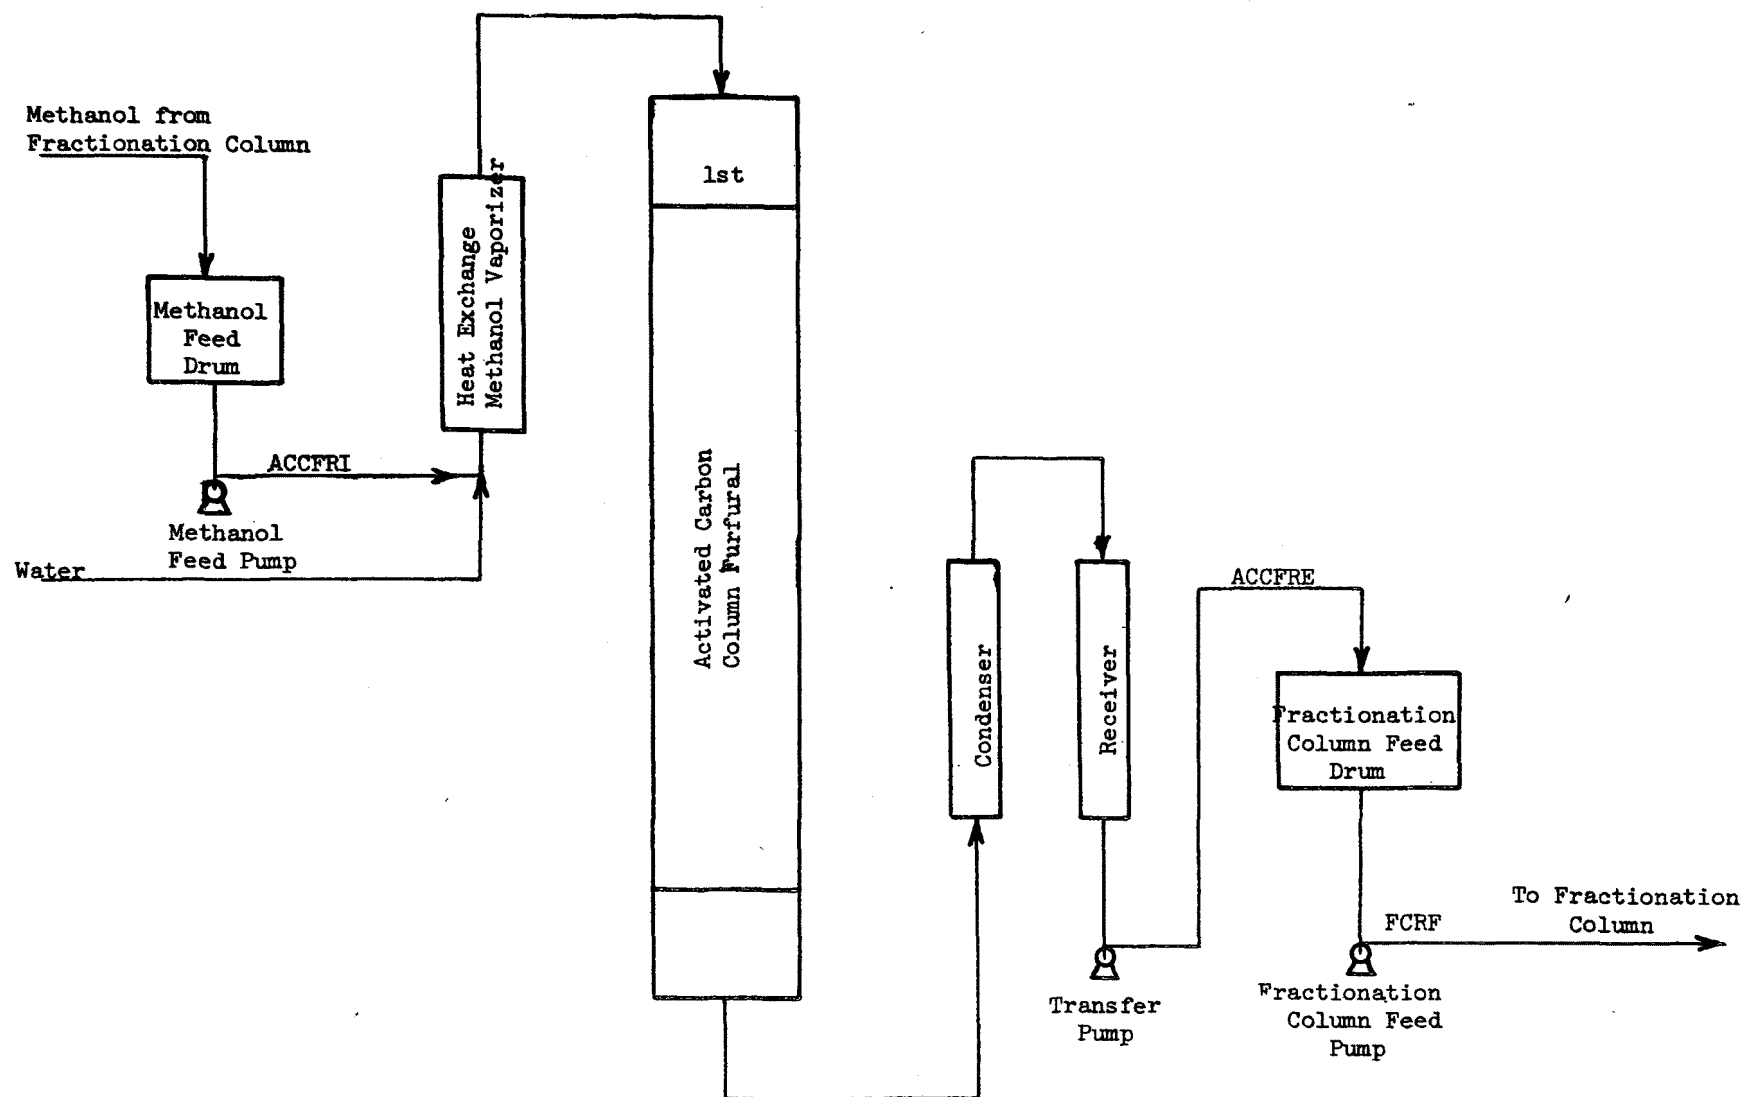 Methanol from
Fractionation Column
Methanol
Feed
Drum
ACCFRI
Methanol
Feed Pump
Water
Heat Exchange
Methanol Vaporizer
1st
Activated Carbon
Column Furfural
Condenser
Receiver
Transfer
Pump
ACCFRE
Fractionation
Column Feed
Drum
FCRF
To Fractionation
Column
Fractionation
Column Feed
Pump